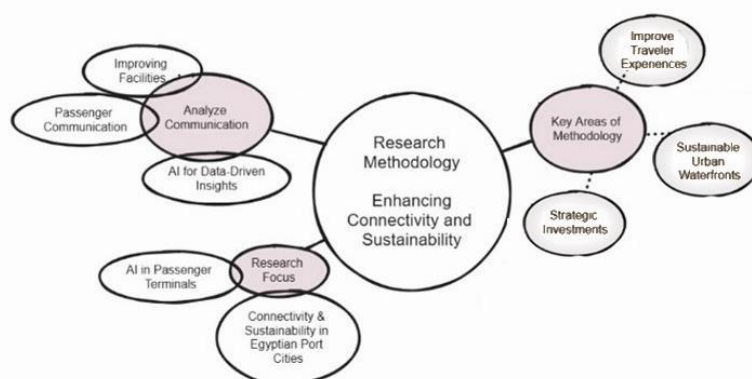 Improving
Facilities
Passenger
Communication
Analyze
Communication
AI for Data-Driven
Insights
Research
Methodology
Enhancing
Connectivity and
Sustainability
AI in Passenger
Terminals
Research
Focus
Connectivity &
Sustainability in
Egyptian Port
Cities
Improve
Traveler
Experiences
Key Areas of
Methodology
Sustainable
Urban
Waterfronts
Strategic
Investments